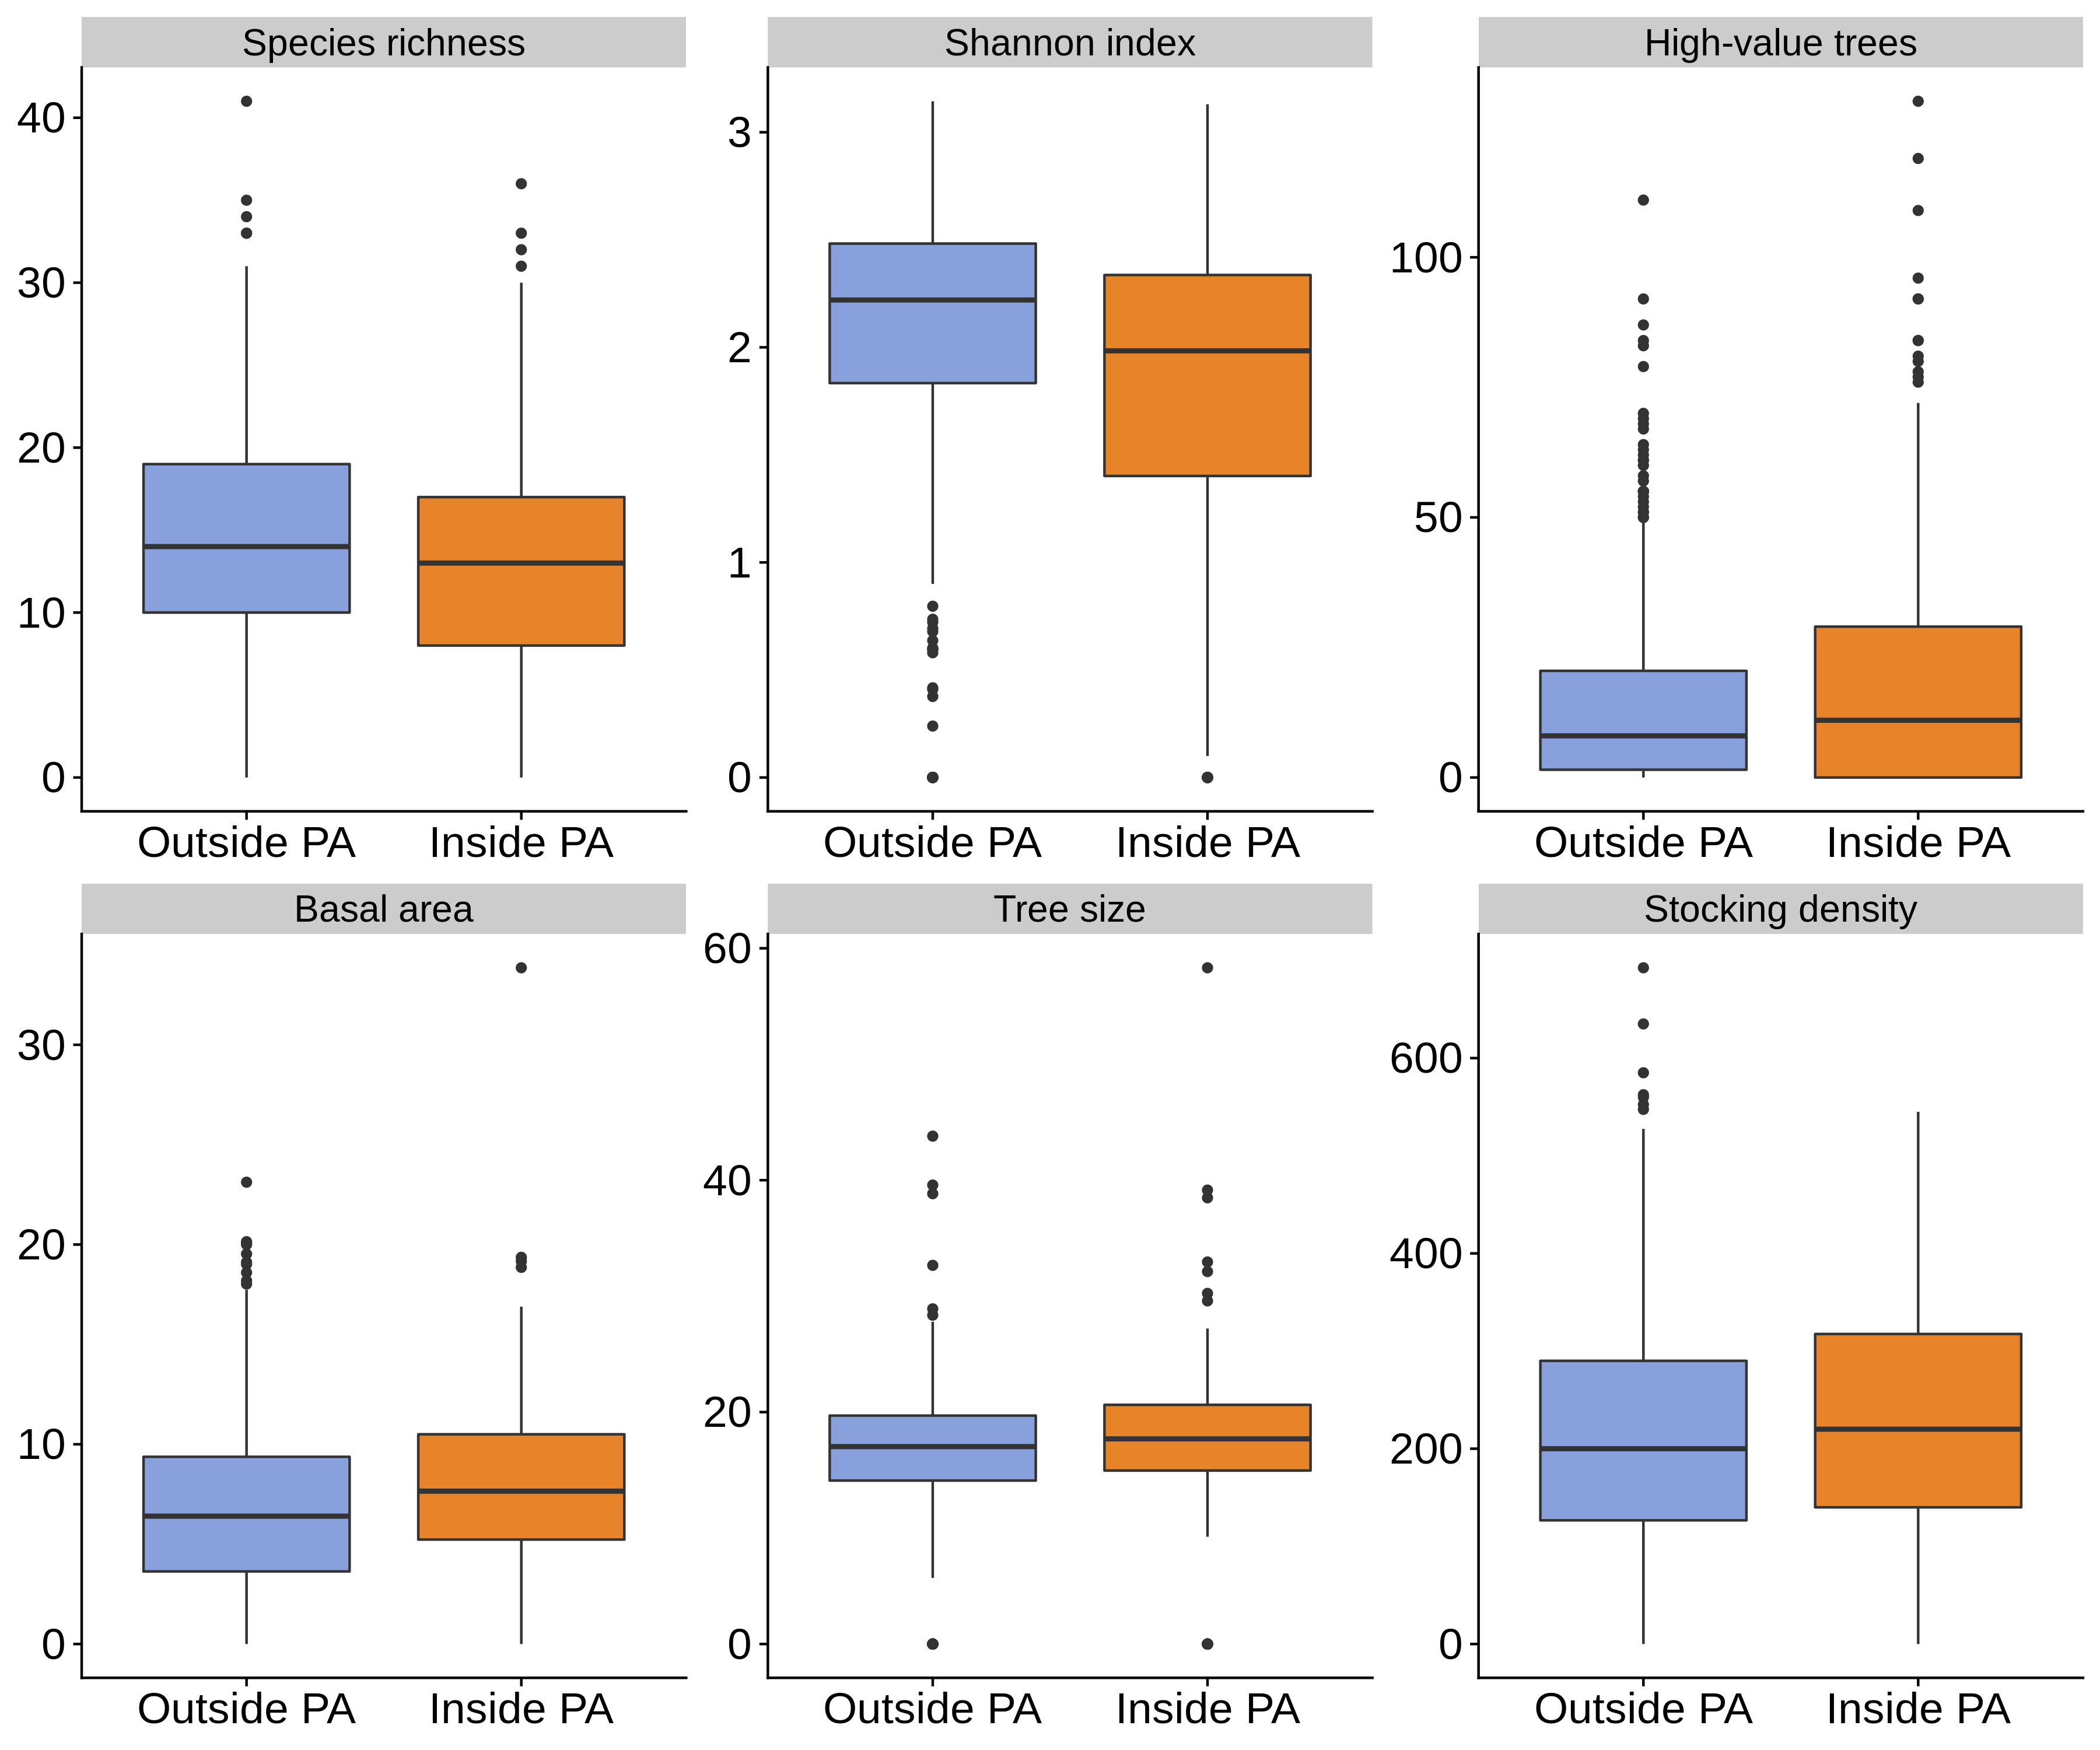 Species richness
40
30
20
10
0
Outside PA Inside PA
Shannon index
3
2
1
0
Outside PA Inside PA
High-value trees
100
50
0
Outside PA Inside PA
Basal area
30
20
10
0
Outside PA Inside PA
Tree size
60
40
20
0
Outside PA Inside PA
Stocking density
600
400
200
0
Outside PA Inside PA